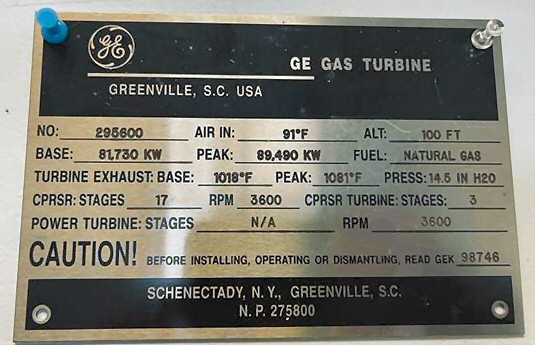 GE
GE GAS TURBINE
GREENVILLE, S.C. USA
NO: 295600 AIR IN: 91°F ALT: 100 FT
BASE: 81,730 KW PEAK: 89,490 KW FUEL: NATURAL GAS
TURBINE EXHAUST: BASE: 1018°F PEAK: 1081°F PRESS: 14.5 IN H20
CPRSR: STAGES 17 RPM 3600 CPRSR TURBINE: STAGES: 3
POWER TURBINE: STAGES N/A RPM 3600
CAUTION! BEFORE INSTALLING, OPERATING OR DISMANTLING, READ GEK 98746
SCHENECTADY, N.Y., GREENVILLE, S.C.
N.P. 275800